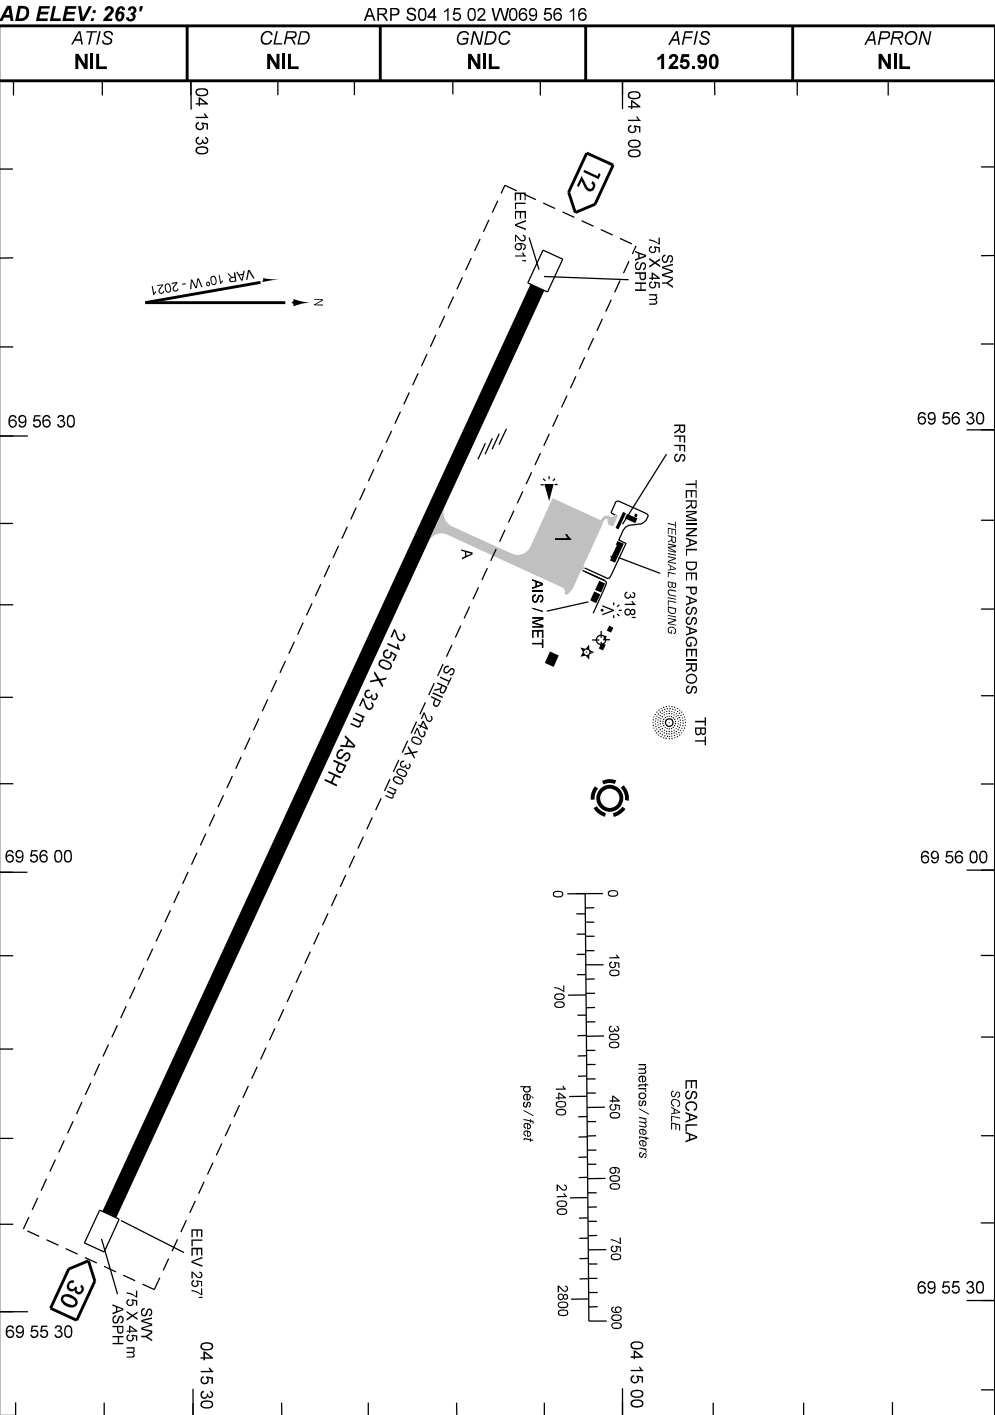 AD ELEV: 263'
ARP S04 15 02 W069 56 16
ATIS
NIL
CLRD
NIL
GNDC
NIL
AFIS
125.90
APRON
NIL
04 15 30
04 15 00
12
ELEV 261'
SWY
75 X 45 m
ASPH
VAR 10º W - 2021
N
69 56 30
69 56 30
RFFS
TERMINAL DE PASSAGEIROS
TERMINAL BUILDING
1
A
AIS / MET
318'
TBT
2150 X 32 m ASPH
STRIP 2420 X 300 m
69 56 00
69 56 00
ESCALA
SCALE
metros / meters
0
150
300
450
600
750
900
0
700
1400
2100
2800
pés / feet
ELEV 257'
SWY
75 X 45 m
ASPH
30
69 55 30
69 55 30
04 15 30
04 15 00